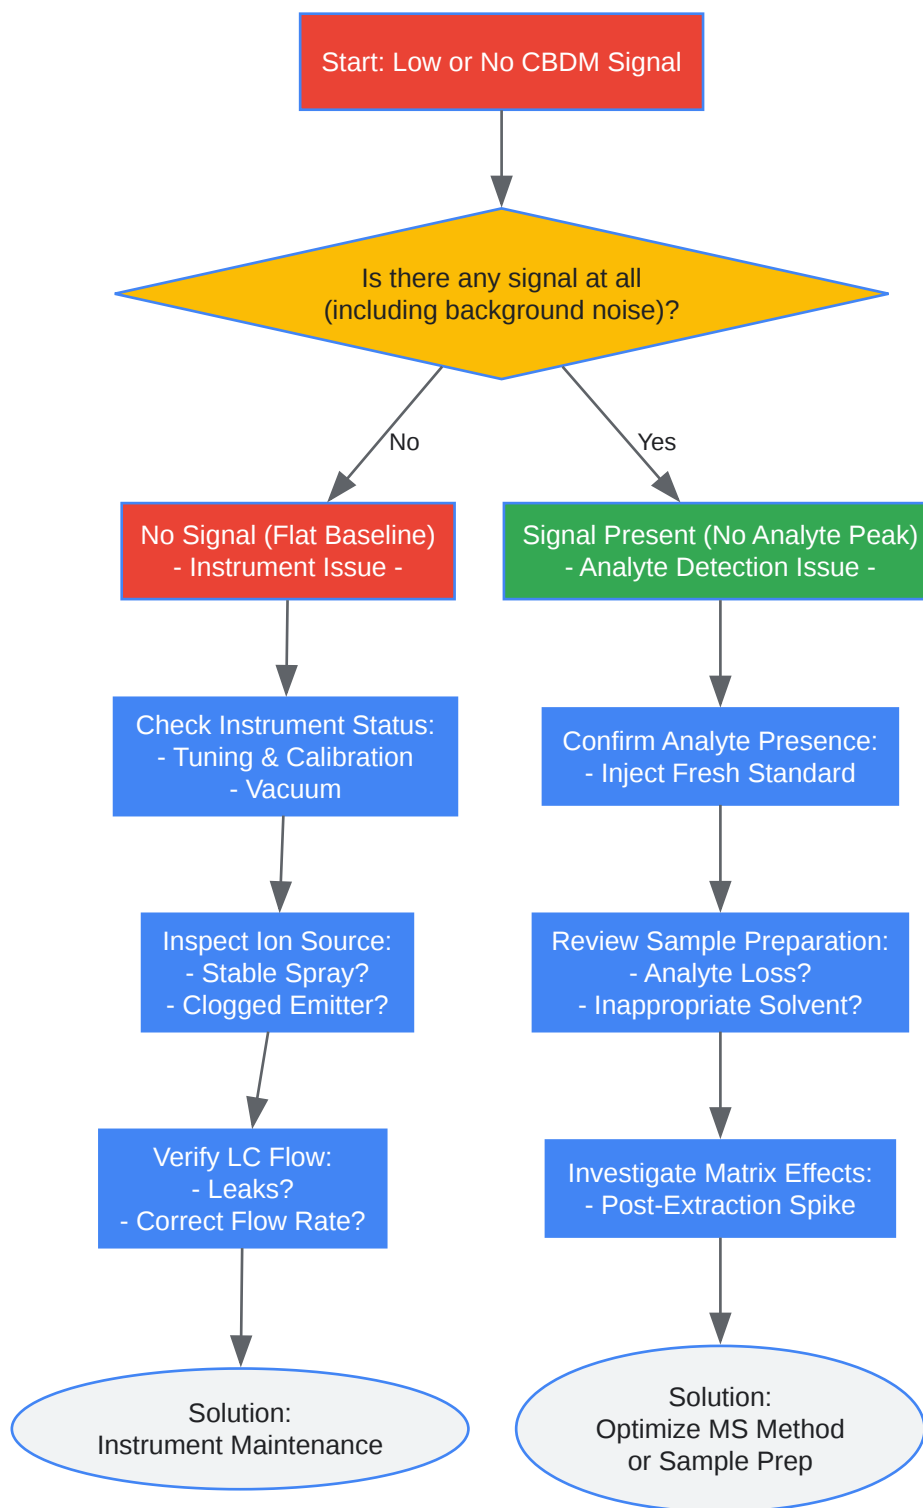 Start: Low or No CBDM Signal
Is there any signal at all
(including background noise)?
No
Yes
No Signal (Flat Baseline)
- Instrument Issue -
Signal Present (No Analyte Peak)
- Analyte Detection Issue -
Check Instrument Status:
- Tuning & Calibration
- Vacuum
Confirm Analyte Presence:
- Inject Fresh Standard
Inspect Ion Source:
- Stable Spray?
- Clogged Emitter?
Review Sample Preparation:
- Analyte Loss?
- Inappropriate Solvent?
Verify LC Flow:
- Leaks?
- Correct Flow Rate?
Investigate Matrix Effects:
- Post-Extraction Spike
Solution:
Instrument Maintenance
Solution:
Optimize MS Method
or Sample Prep